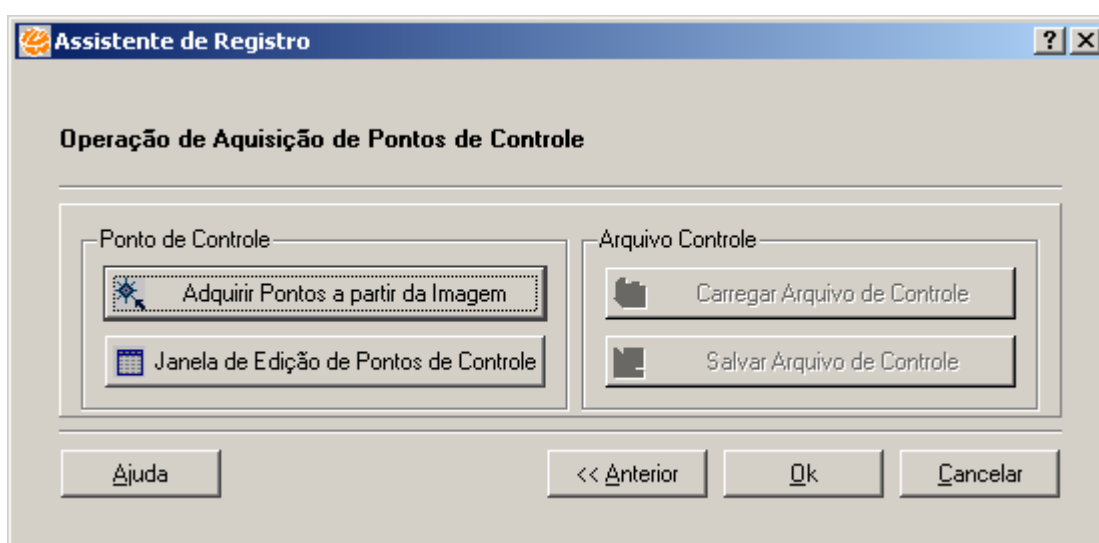 Assistente de Registro
Operação de Aquisição de Pontos de Controle
Ponto de Controle
Adquirir Pontos a partir da Imagem
Janela de Edição de Pontos de Controle
Arquivo Controle
Carregar Arquivo de Controle
Salvar Arquivo de Controle
Ajuda
<< Anterior
Ok
Cancelar